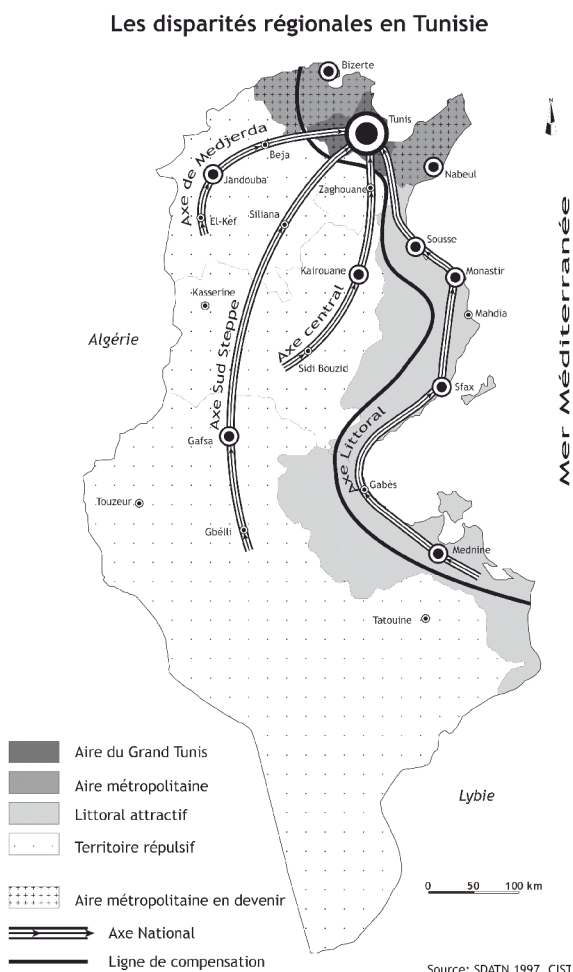 Les disparités régionales en Tunisie
Bizerte
Tunis
Nabeul
Axe de Medjerda
Beja
Jandouba
El-Kef
Zaghouane
Siliana
Sousse
Kairouane
Monastir
Kasserine
Mahdia
Algérie
Axe central
Sidi Bouzid
Axe Sud Steppe
Sfax
Gafsa
Axe Littoral
Mer Méditerranée
Gabès
Touzeur
Gbélli
Mednine
Tatouine
N
Aire du Grand Tunis
Aire métropolitaine
Littoral attractif
Territoire répulsif
Aire métropolitaine en devenir
Axe National
Ligne de compensation
Lybie
0 50 100 km
Source: SDATN 1997, CIST